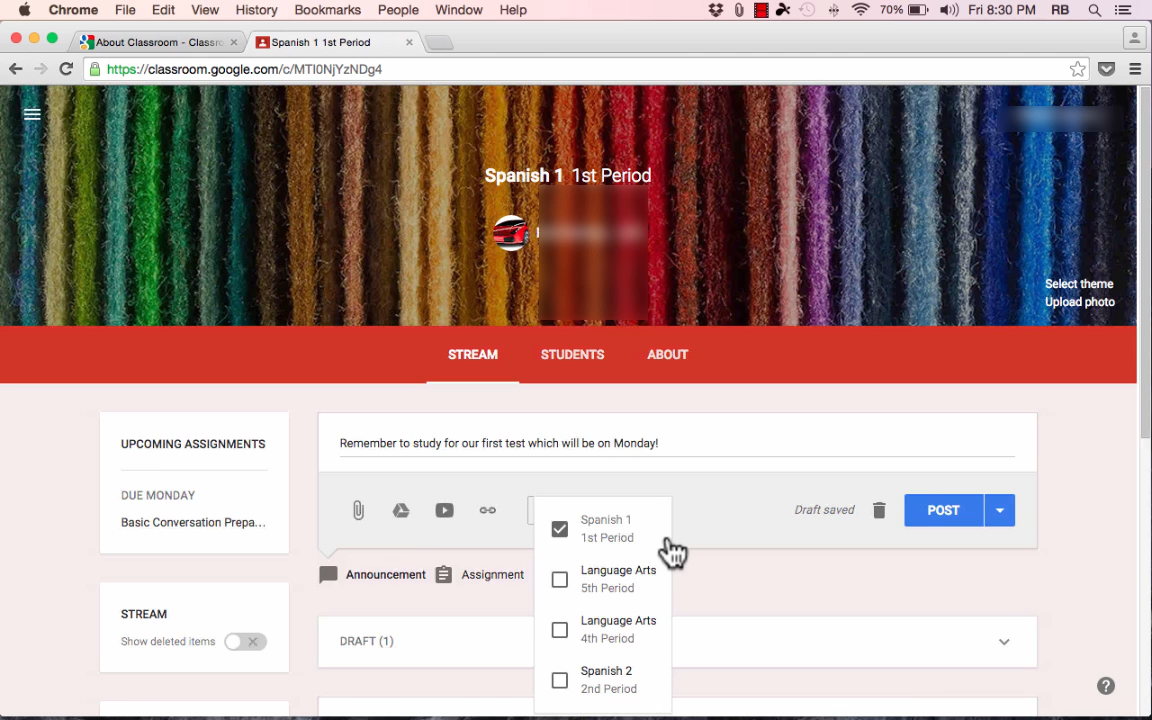 Chrome File Edit View History Bookmarks People Window Help 70% Fri 8:30 PM RB
About Classroom - Classro Spanish 1 1st Period
https://classroom.google.com/c/MTI0NjYzNDg4
Spanish 1 1st Period
Select theme
Upload photo
STREAM STUDENTS ABOUT
UPCOMING ASSIGNMENTS
DUE MONDAY
Basic Conversation Prepa...
STREAM
Show deleted items
Remember to study for our first test which will be on Monday!
Draft saved POST
Spanish 1
1st Period
Language Arts
5th Period
Language Arts
4th Period
Spanish 2
2nd Period
Announcement Assignment
DRAFT (1)